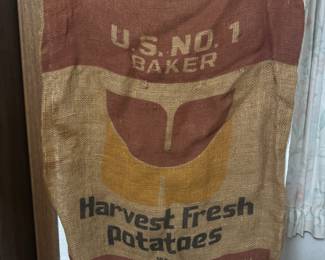 U.S. NO. 1
BAKER
Harvest Fresh
potatoes